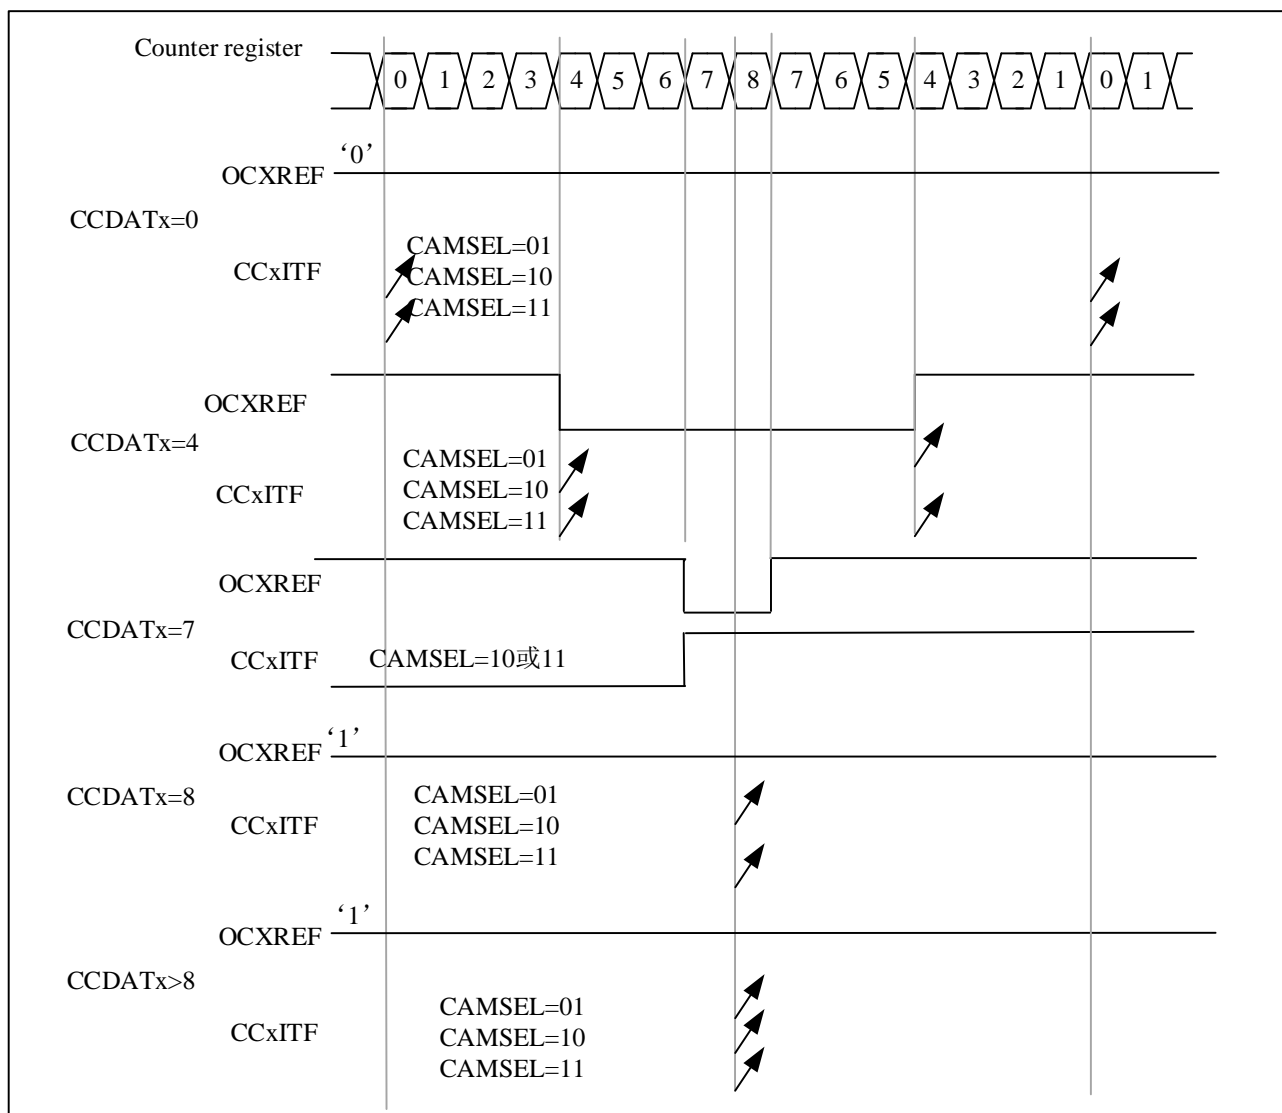 Counter register
0 1 2 3 4 5 6 7 8 7 6 5 4 3 2 1 0 1
‘0’
OCXREF
CCDATx=0
CAMSEL=01
CCxITF
CAMSEL=10
CAMSEL=11
OCXREF
CCDATx=4
CAMSEL=01
CCxITF
CAMSEL=10
CAMSEL=11
OCXREF
CCDATx=7
CCxITF
CAMSEL=10或11
‘1’
OCXREF
CCDATx=8
CAMSEL=01
CCxITF
CAMSEL=10
CAMSEL=11
‘1’
OCXREF
CCDATx>8
CAMSEL=01
CCxITF
CAMSEL=10
CAMSEL=11